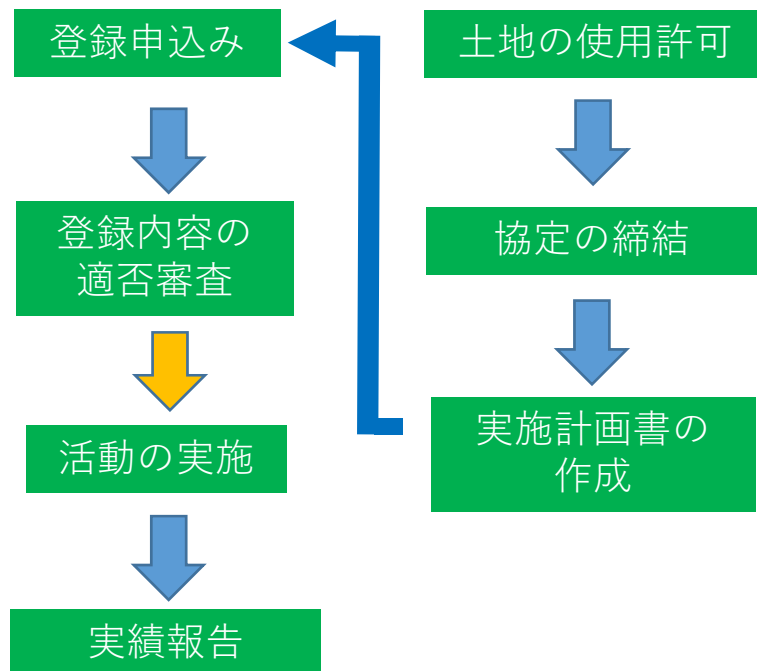 登録申込み
登録内容の
適否審査
活動の実施
実績報告
土地の使用許可
協定の締結
実施計画書の
作成